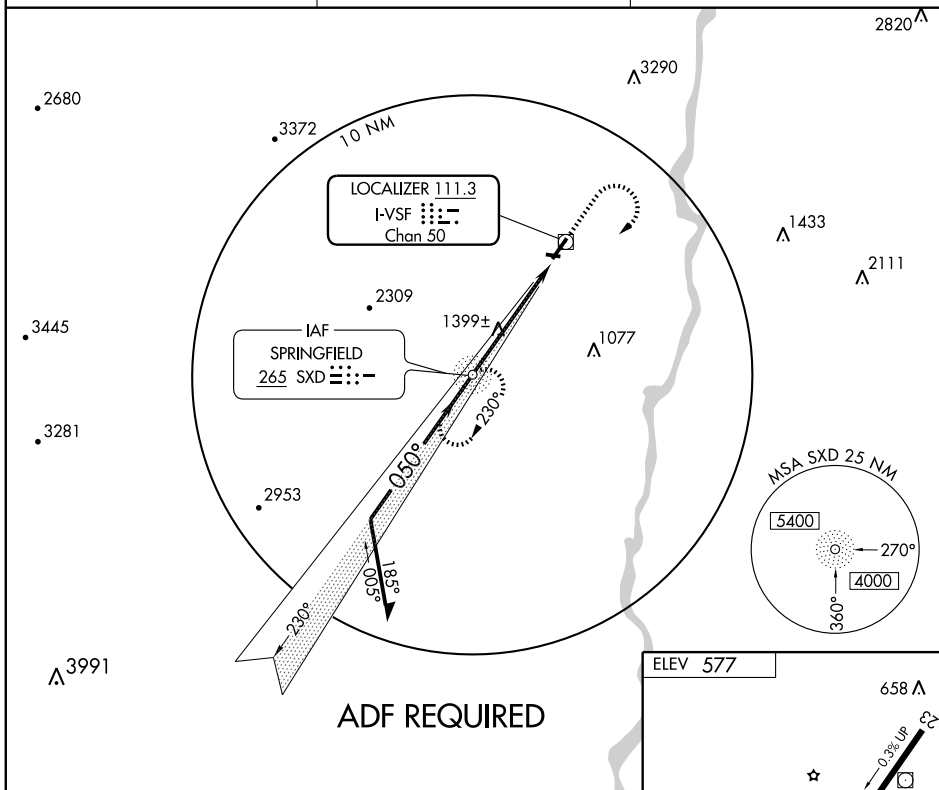 2820
3290
2680
3372
10 NM
LOCALIZER 111.3
I-VSF
Chan 50
1433
2111
2309
1399±
3445
IAF
SPRINGFIELD
265 SXD
1077
230°
3281
050°
2953
MSA SXD 25 NM
5400
270°
4000
360°
185°
005°
230°
3991
ADF REQUIRED
ELEV 577
658
23
0.3% UP